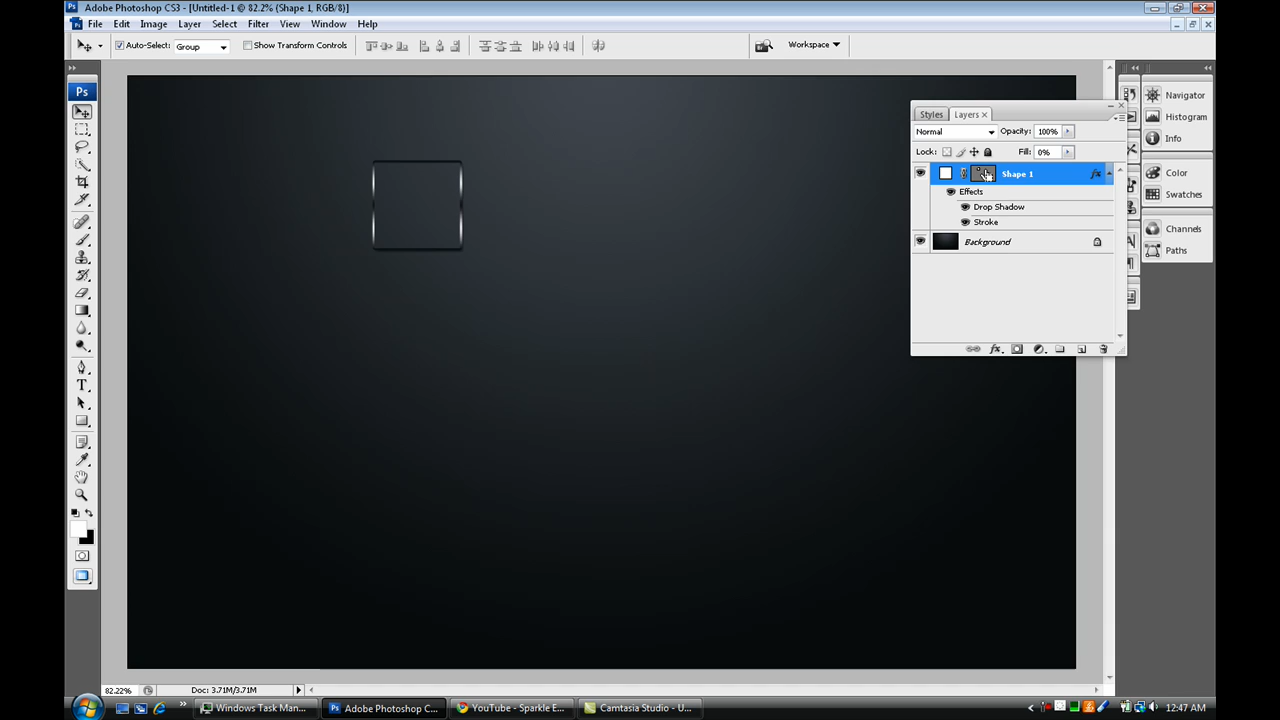 Adobe Photoshop CS3 - [Untitled-1 @ 82.2% (Shape 1, RGB/8)]
File Edit Image Layer Select Filter View Window Help
Auto-Select: Group Show Transform Controls Workspace
Ps
Styles Layers
Normal Opacity: 100%
Lock: Fill: 0%
Shape 1 fx
Effects
Drop Shadow
Stroke
Background
fx
Navigator
Histogram
Info
Color
Swatches
Channels
Paths
T
82.22% Doc: 3.71M/3.71M
Windows Task Man... Adobe Photoshop C... YouTube - Sparkle E... Camtasia Studio - U... 12:47 AM